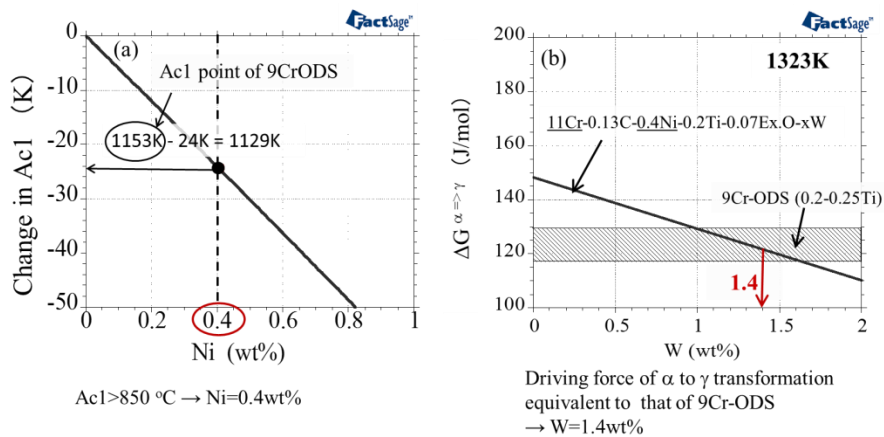 FactSage™
(a)
Ac1 point of 9CrODS
1153K - 24K = 1129K
Change in Ac1 (K)
0
-10
-20
-30
-40
-50
0 0.2 0.4 0.6 0.8 1
Ni (wt%)
Ac1>850 °C → Ni=0.4wt%
FactSage™
(b)
1323K
11Cr-0.13C-0.4Ni-0.2Ti-0.07Ex.O-xW
9Cr-ODS (0.2-0.25Ti)
1.4
ΔG α=>γ (J/mol)
200
180
160
140
120
100
0 0.5 1 1.5 2
W (wt%)
Driving force of α to γ transformation
equivalent to that of 9Cr-ODS
→ W=1.4wt%